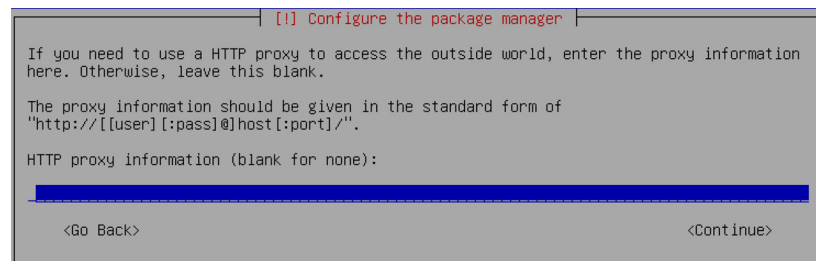 [!] Configure the package manager
If you need to use a HTTP proxy to access the outside world, enter the proxy information
here. Otherwise, leave this blank.
The proxy information should be given in the standard form of
"http://[[user][:pass]@]host[:port]/".
HTTP proxy information (blank for none):
<Go Back> <Continue>